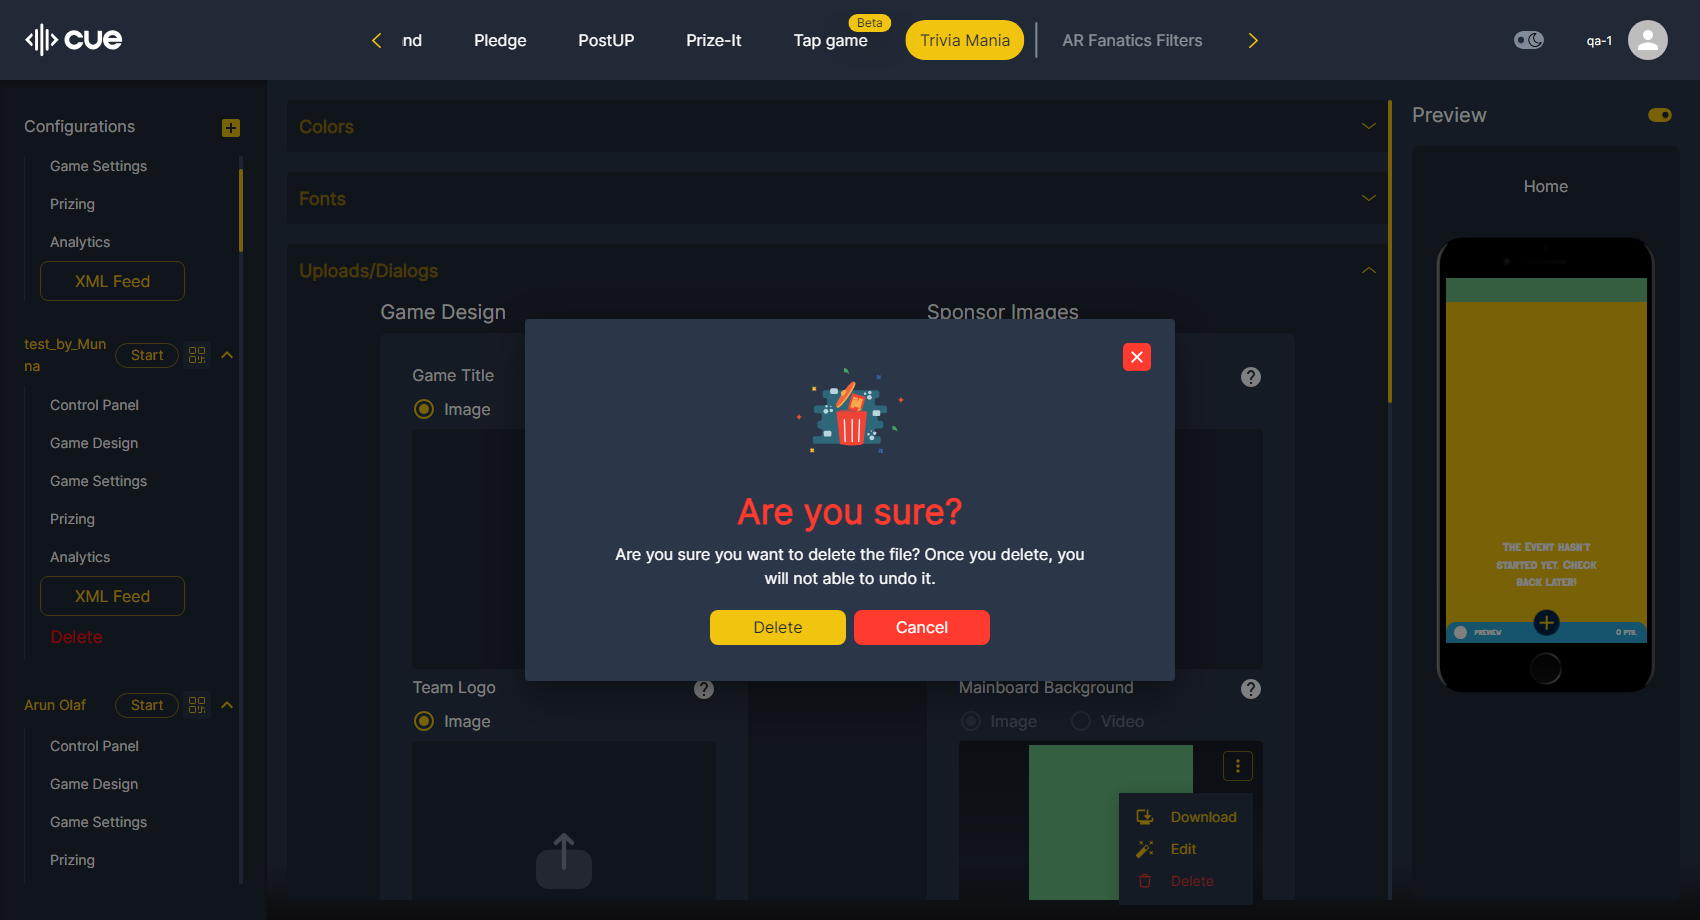 cue
nd
Pledge
PostUP
Prize-It
Tap game
Beta
Trivia Mania
AR Fanatics Filters
qa-1
Configurations
Game Settings
Prizing
Analytics
XML Feed
test_by_Mun
na
Start
Control Panel
Game Design
Game Settings
Prizing
Analytics
XML Feed
Delete
Arun Olaf
Start
Control Panel
Game Design
Game Settings
Prizing
Colors
Fonts
Uploads/Dialogs
Game Design
Sponsor Images
Game Title
Image
Are you sure?
Are you sure you want to delete the file? Once you delete, you
will not able to undo it.
Delete
Cancel
Team Logo
Image
Mainboard Background
Image
Video
Download
Edit
Delete
Preview
Home
The Event hasn't
started yet. Check
back later!
PREVIEW
0 PTS.